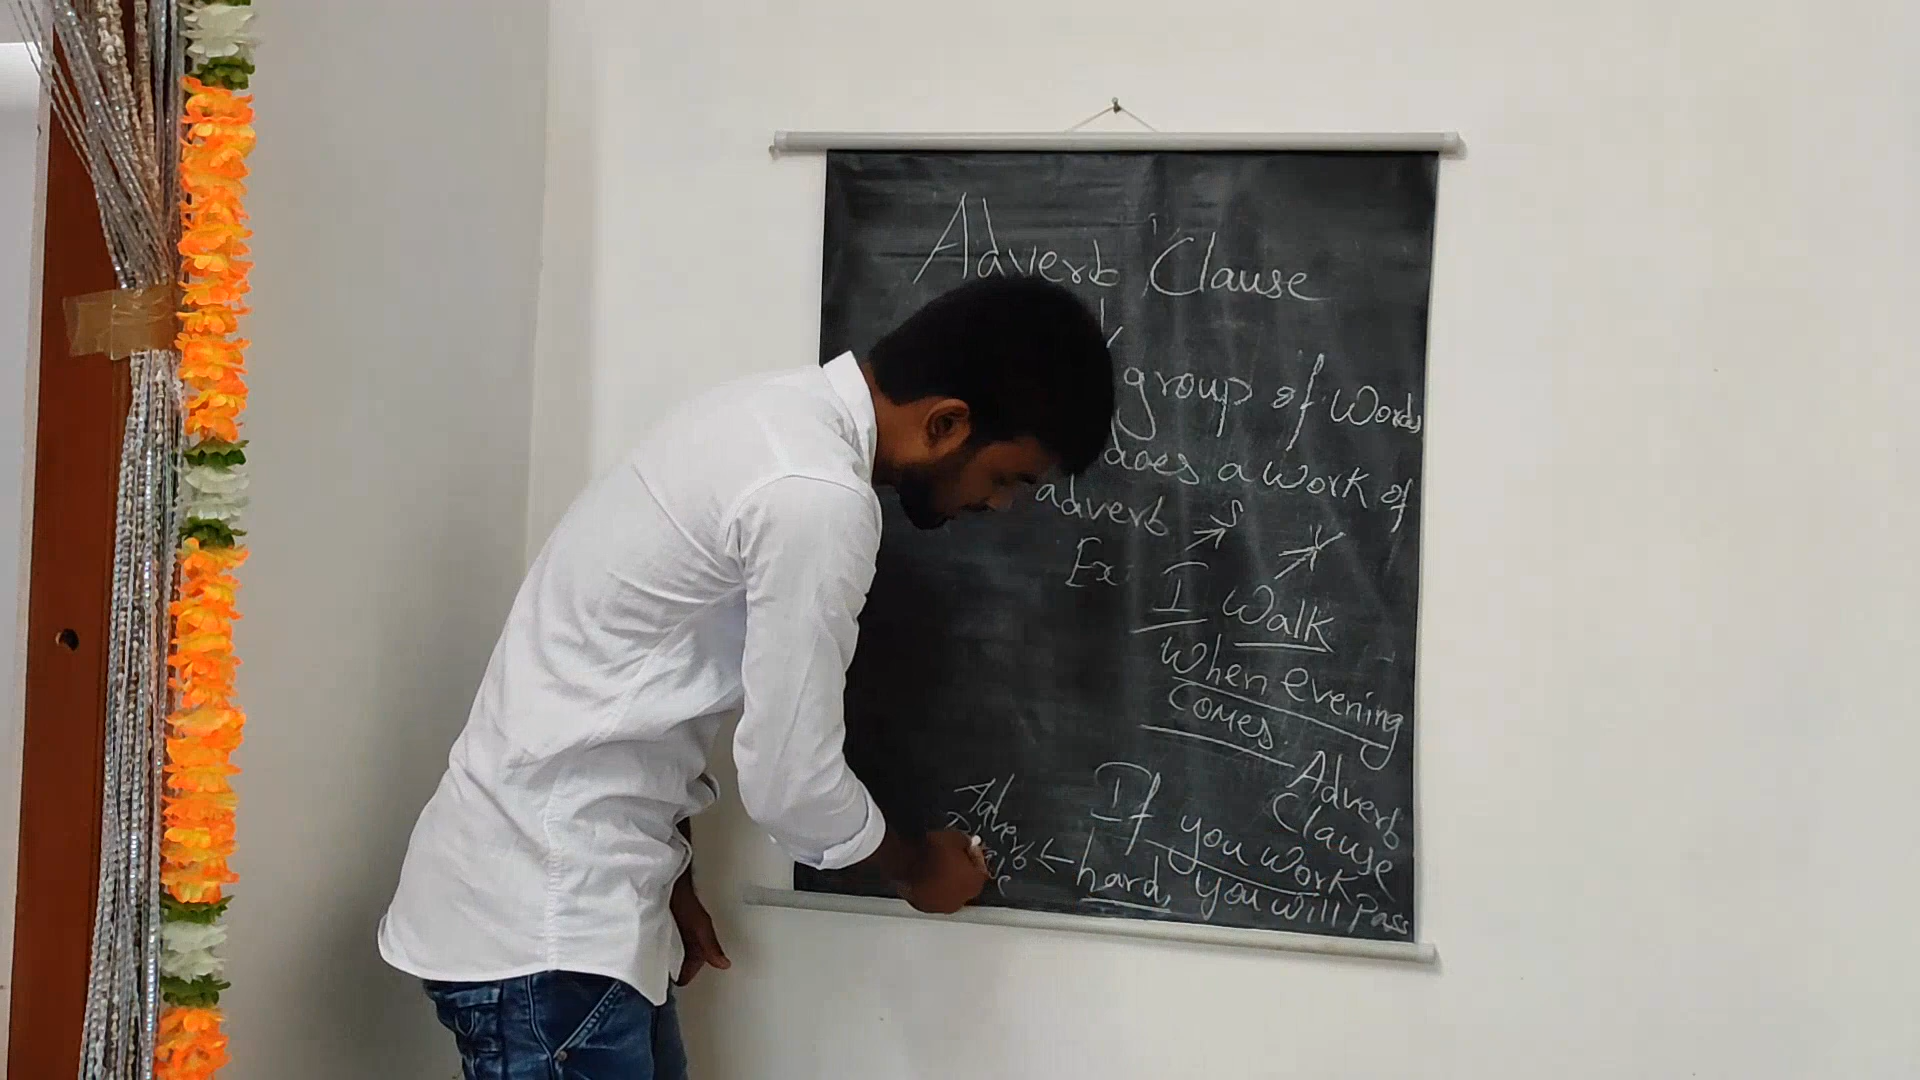 Adverb Clause
group of words
does a work of
adverb S
Ex: I walk
when evening
comes.
Adverb
Clause
If you work
hard, you will pass
Adverb